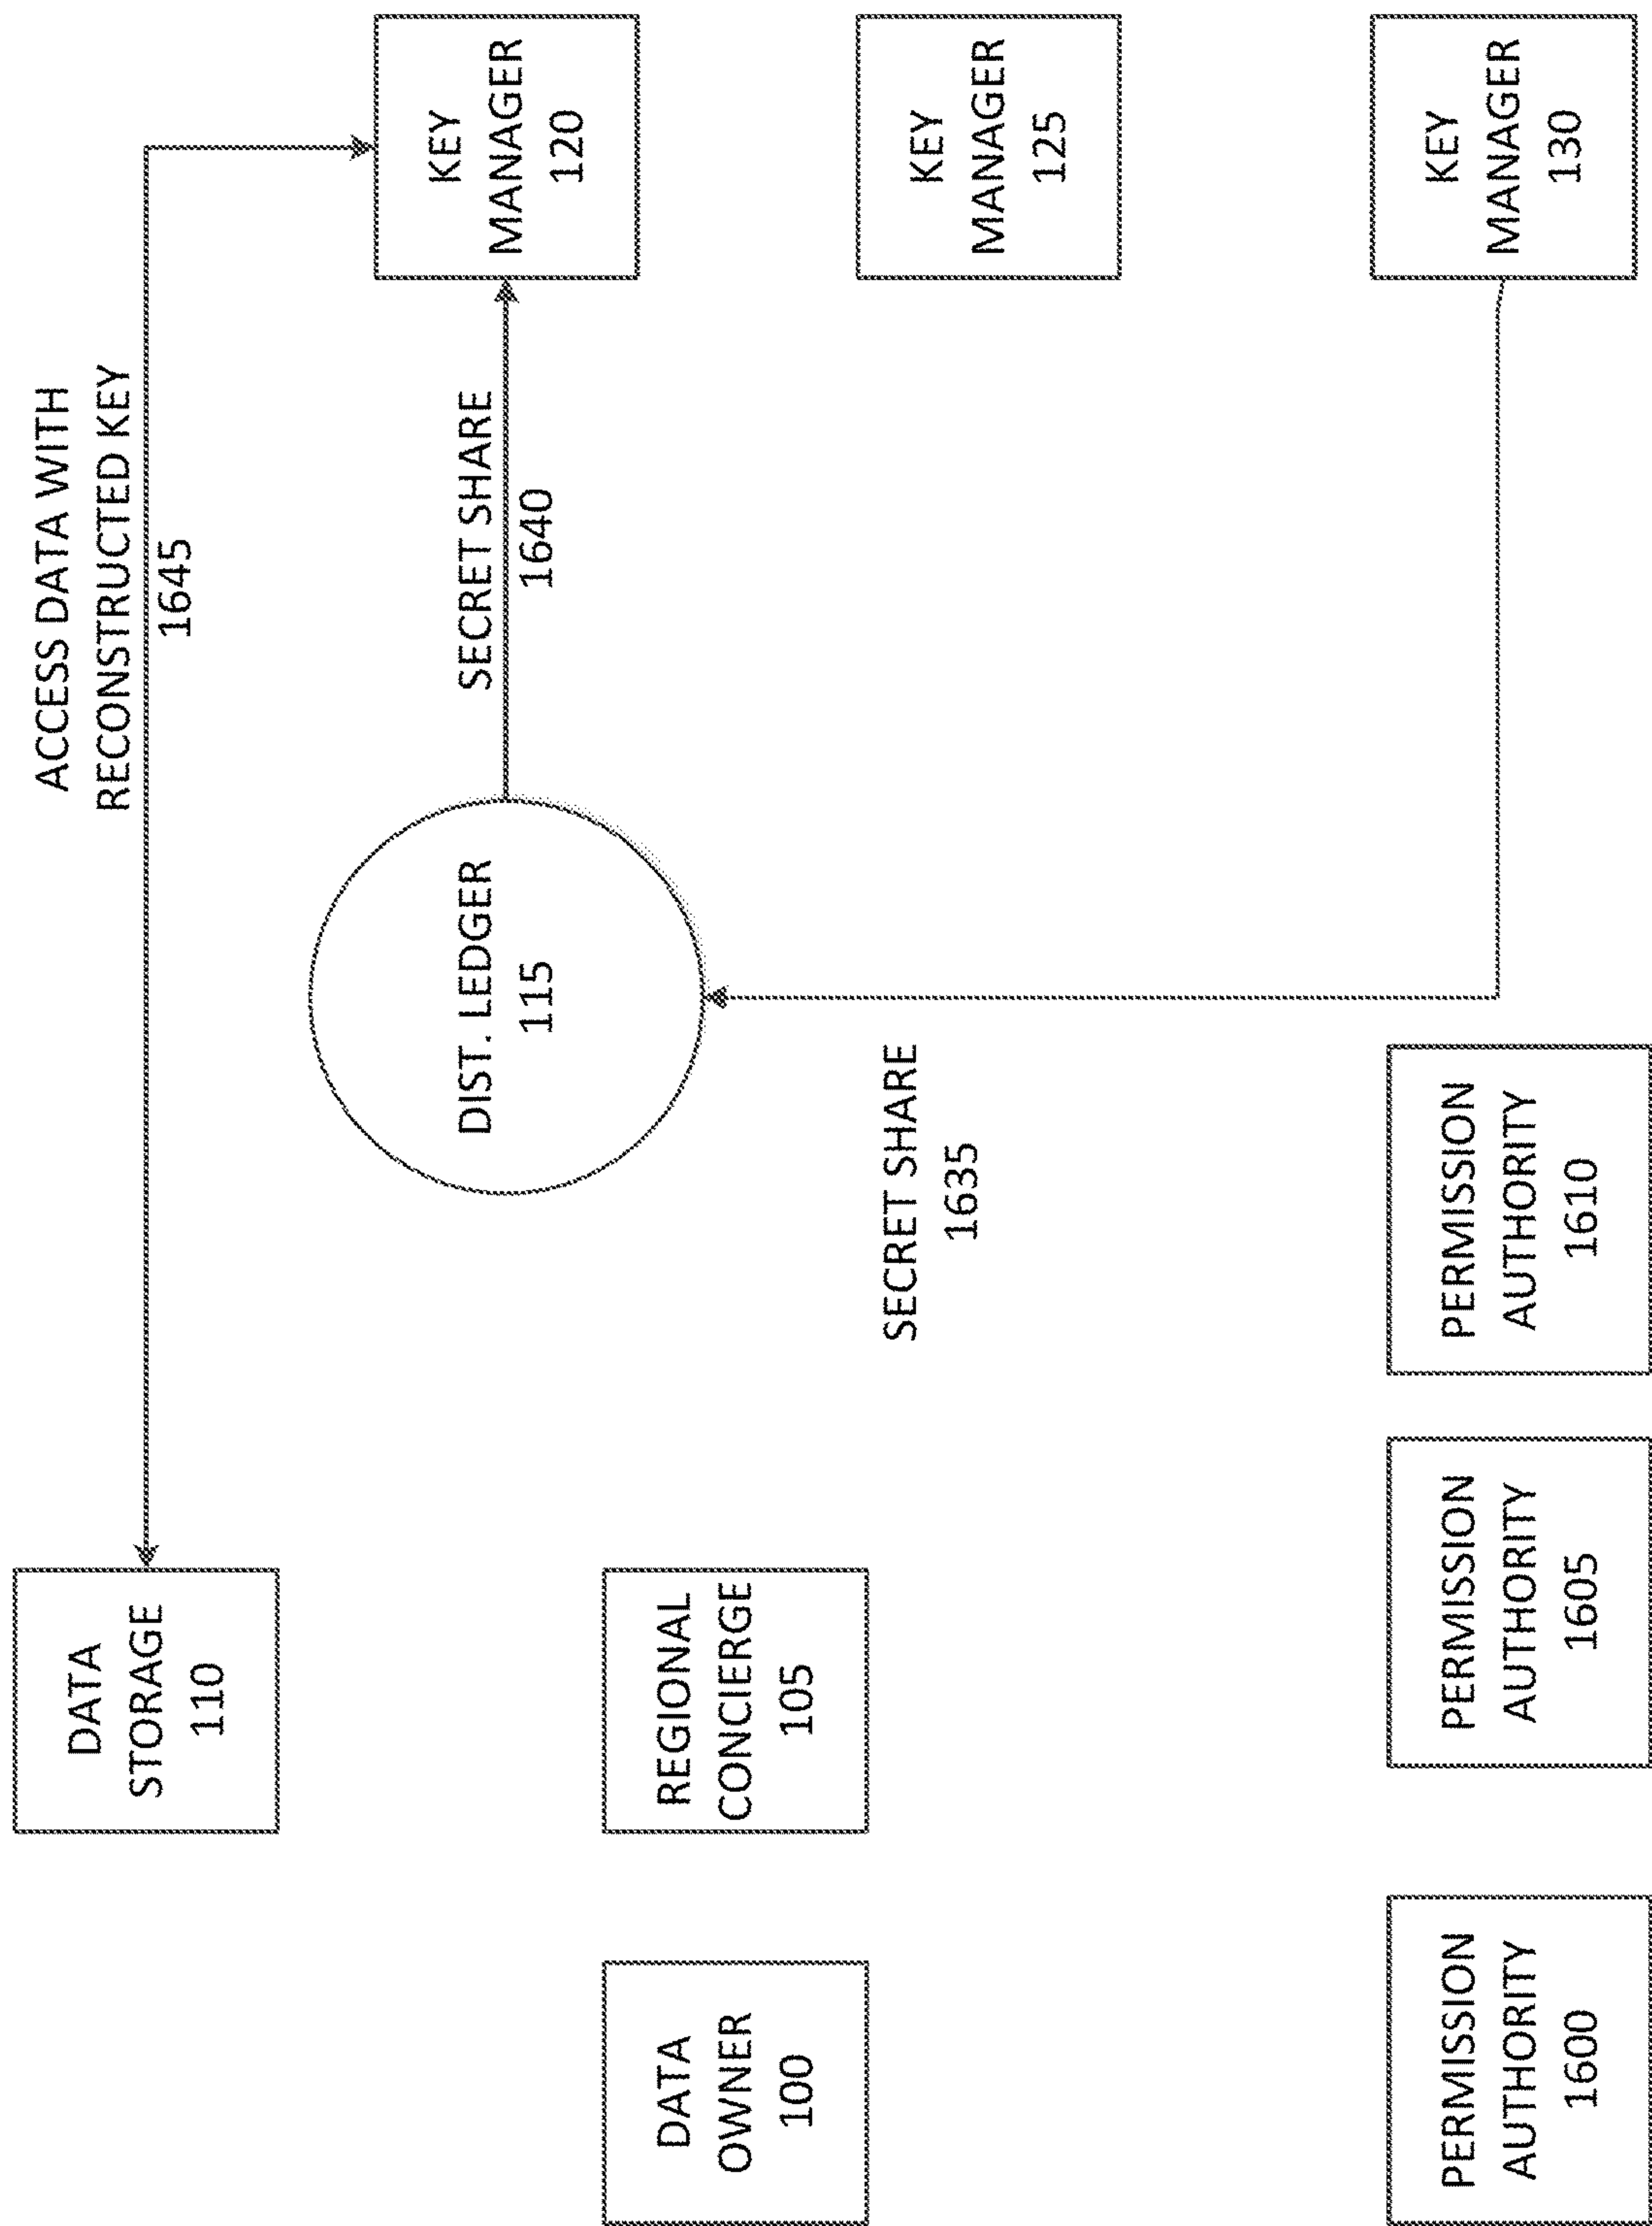 ACCESS DATA WITH
RECONSTRUCTED KEY
1645
DATA
STORAGE
110
KEY
MANAGER
120
SECRET SHARE
1640
DIST. LEDGER
115
DATA
OWNER
100
REGIONAL
CONCIERGE
105
KEY
MANAGER
125
SECRET SHARE
1635
PERMISSION
AUTHORITY
1600
PERMISSION
AUTHORITY
1605
PERMISSION
AUTHORITY
1610
KEY
MANAGER
130